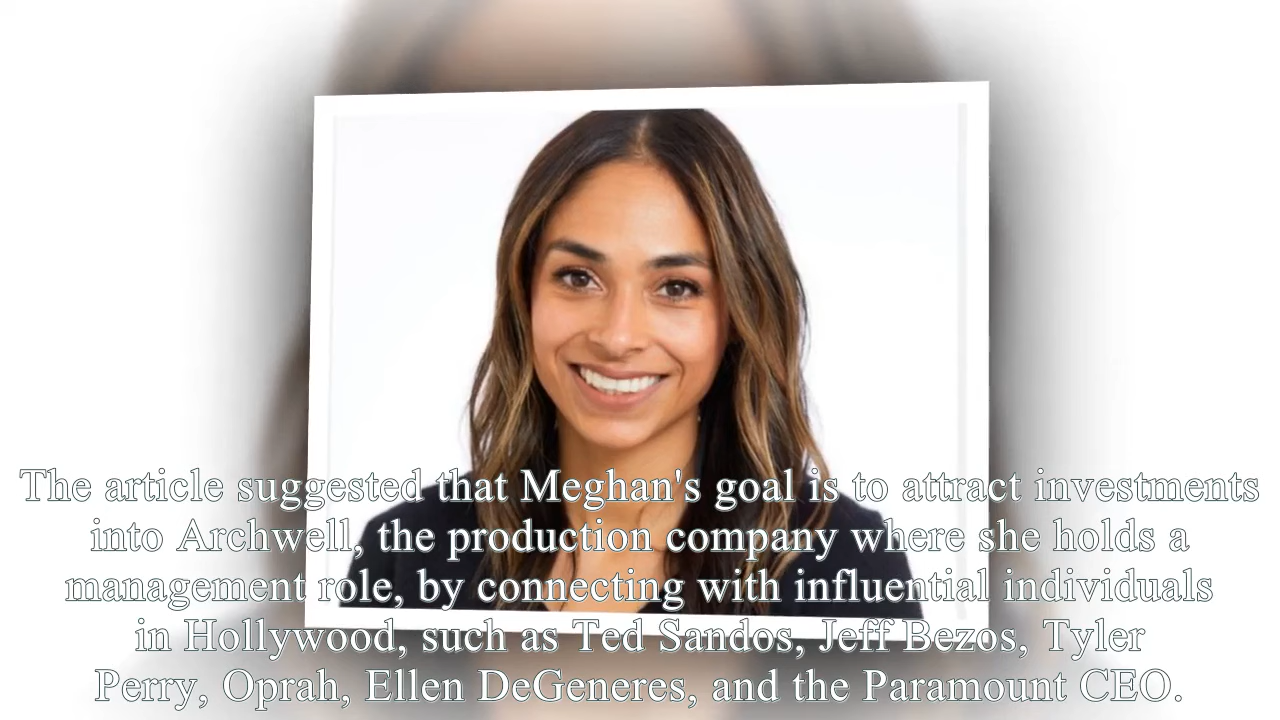 The article suggested that Meghan's goal is to attract investments
into Archwell, the production company where she holds a
management role, by connecting with influential individuals
in Hollywood, such as Ted Sandos, Jeff Bezos, Tyler
Perry, Oprah, Ellen DeGeneres, and the Paramount CEO.